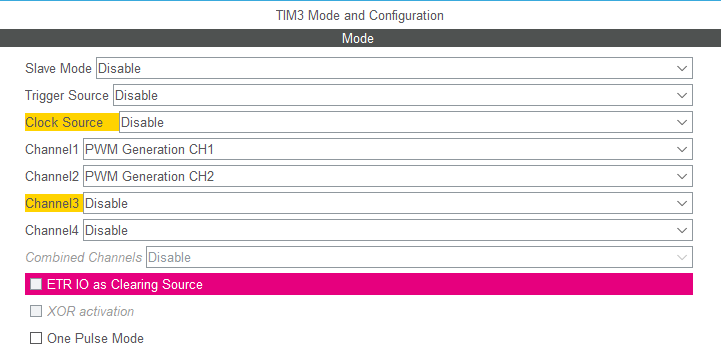 TIM3 Mode and Configuration
Mode
Slave Mode Disable
Trigger Source Disable
Clock Source Disable
Channel1 PWM Generation CH1
Channel2 PWM Generation CH2
Channel3 Disable
Channel4 Disable
Combined Channels Disable
ETR IO as Clearing Source
XOR activation
One Pulse Mode